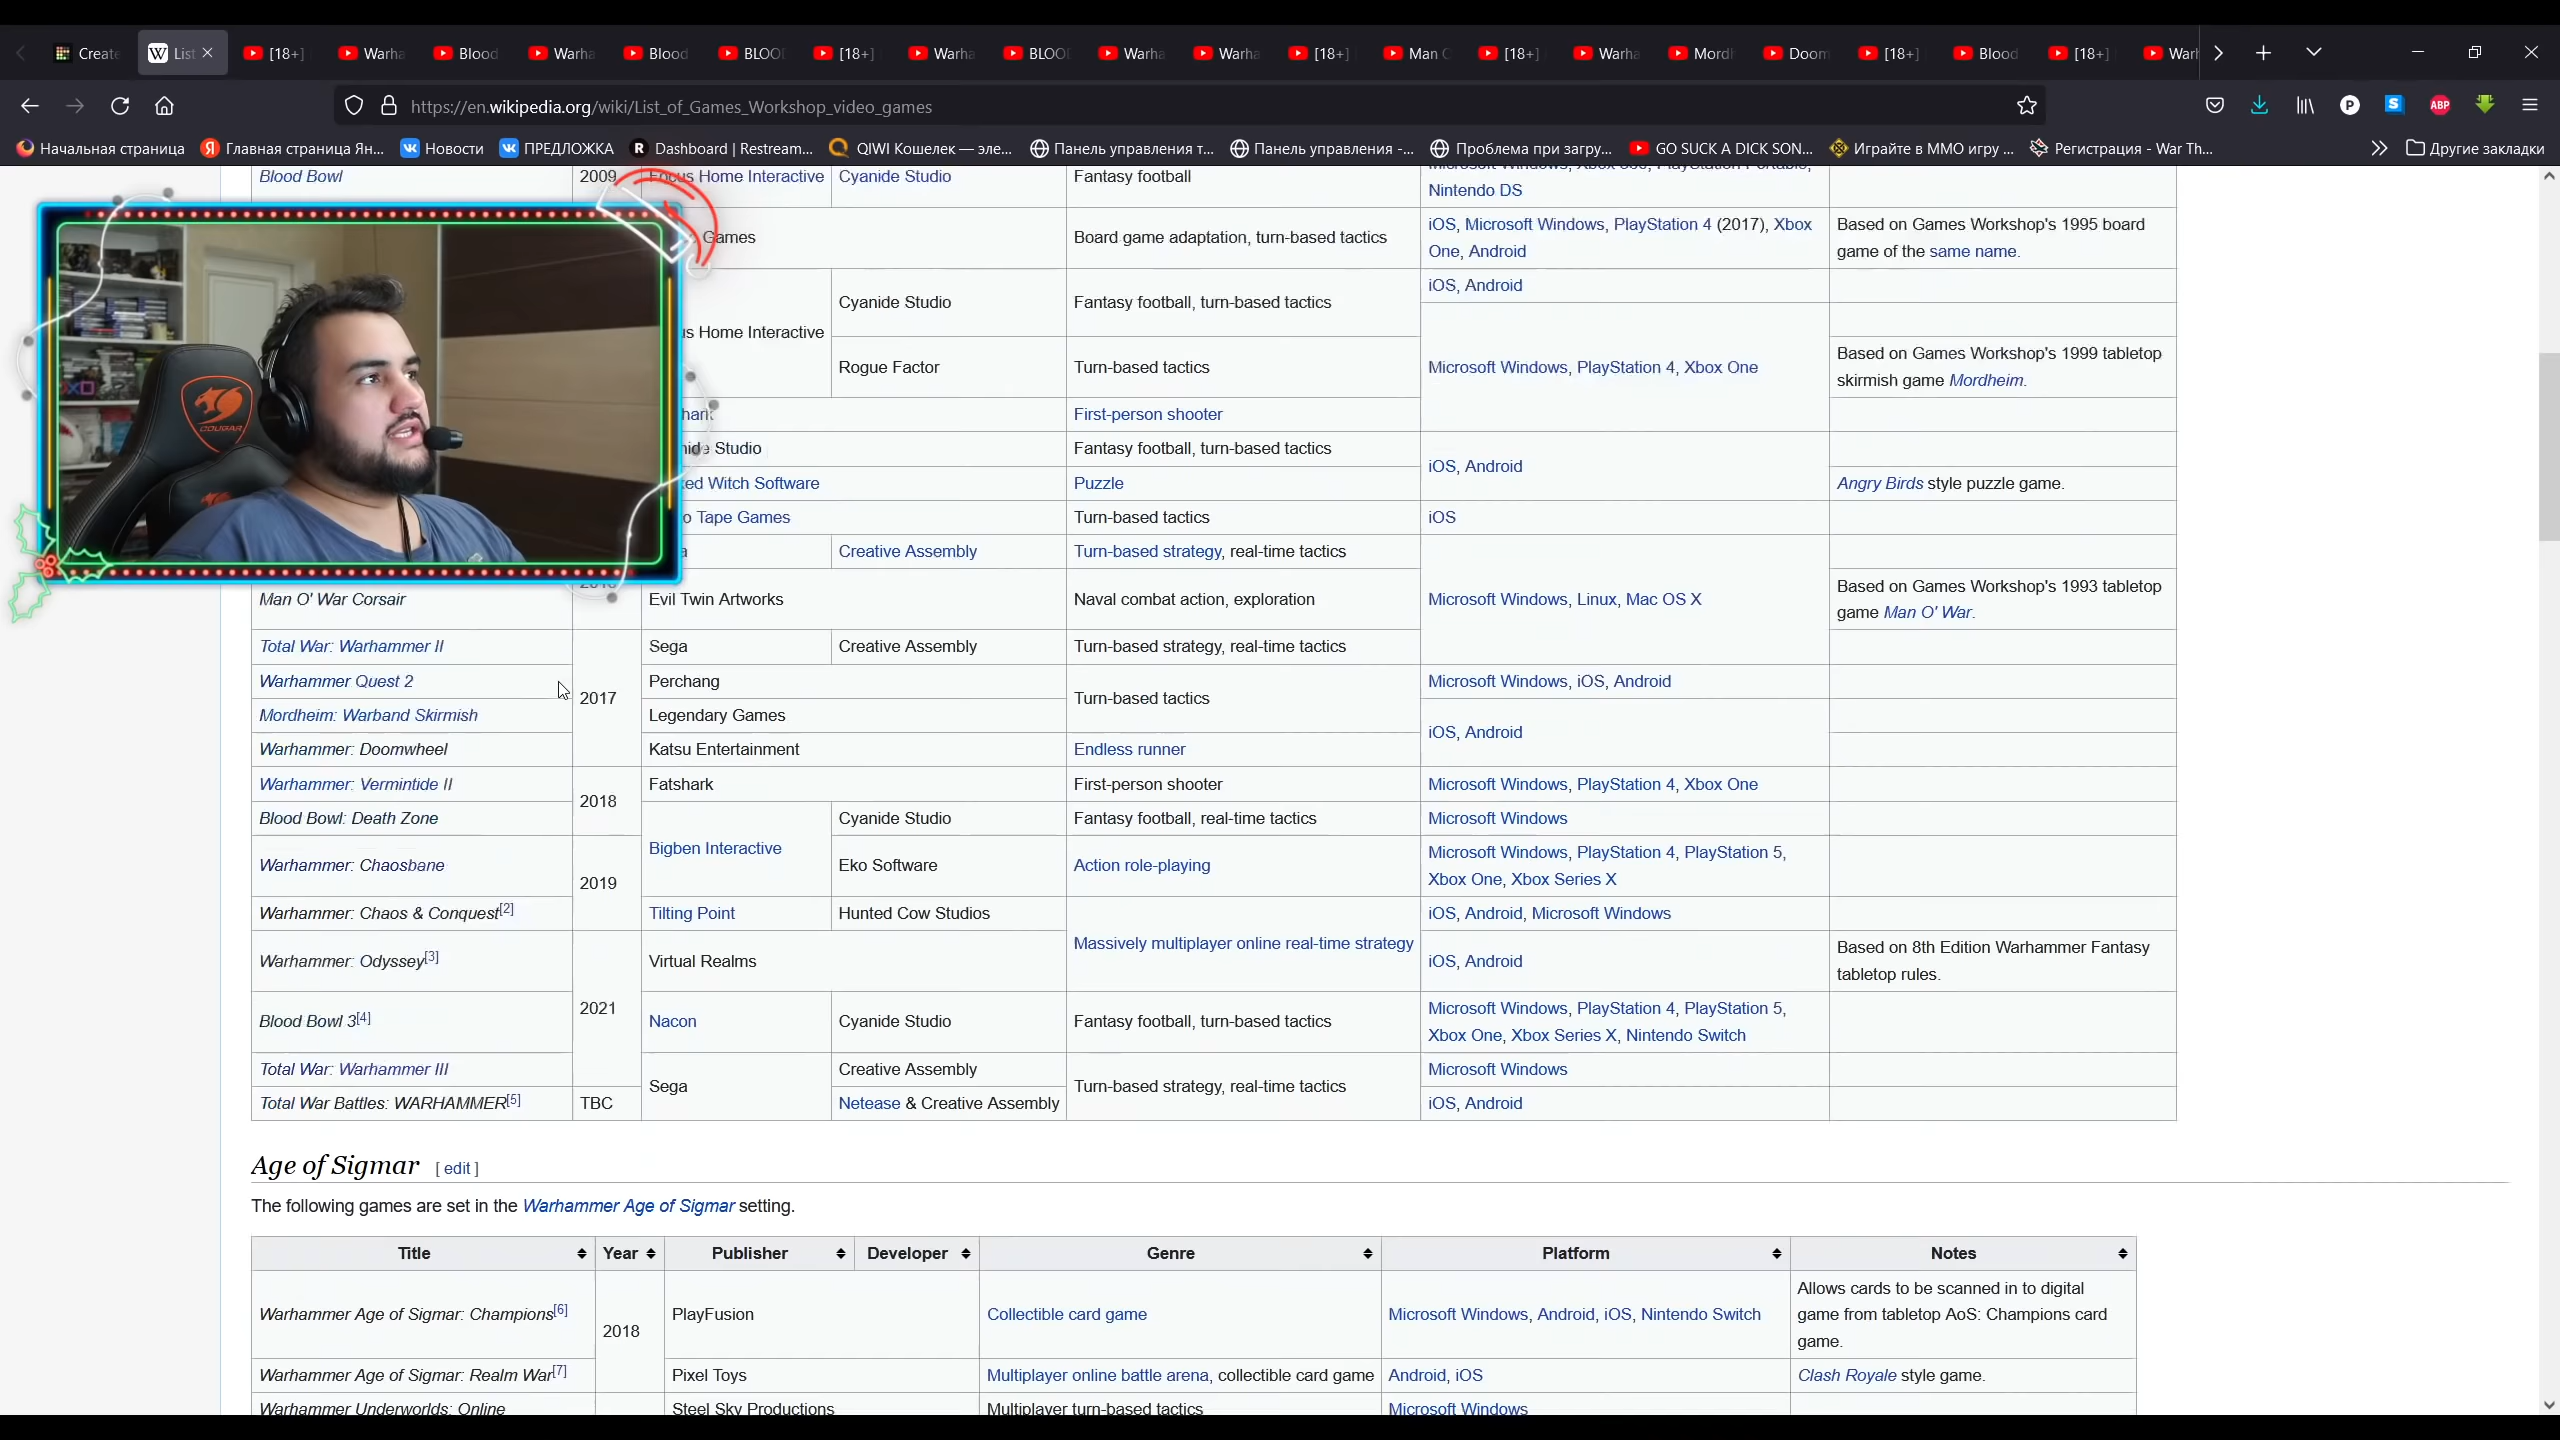 Create
List
[18+]
Warha
Blood
Warha
Blood
BLOO
[18+]
Warha
BLOO
Warha
Warha
[18+]
Man O
[18+]
Warha
Mord
Doom
[18+]
Blood
[18+]
Warh
https://en.wikipedia.org/wiki/List_of_Games_Workshop_video_games
Начальная страница
Главная страница Ян...
Новости
ПРЕДЛОЖКА
Dashboard | Restream...
QIWI Кошелек — эле...
Панель управления т...
Панель управления -...
Проблема при загру...
GO SUCK A DICK SON...
Играйте в ММО игру ...
Регистрация - War Th...
Другие закладки
Blood Bowl 2009 Focus Home Interactive Cyanide Studio Fantasy football
Nintendo DS
Games Board game adaptation, turn-based tactics iOS, Microsoft Windows, PlayStation 4 (2017), Xbox One, Android Based on Games Workshop's 1995 board game of the same name.
Cyanide Studio Fantasy football, turn-based tactics iOS, Android
us Home Interactive
Rogue Factor Turn-based tactics Microsoft Windows, PlayStation 4, Xbox One Based on Games Workshop's 1999 tabletop skirmish game Mordheim.
hark First-person shooter
nide Studio Fantasy football, turn-based tactics iOS, Android
ked Witch Software Puzzle Angry Birds style puzzle game.
o Tape Games Turn-based tactics iOS
a Creative Assembly Turn-based strategy, real-time tactics
Man O' War Corsair Evil Twin Artworks Naval combat action, exploration Microsoft Windows, Linux, Mac OS X Based on Games Workshop's 1993 tabletop game Man O' War.
Total War: Warhammer II Sega Creative Assembly Turn-based strategy, real-time tactics
Warhammer Quest 2 2017 Perchang Turn-based tactics Microsoft Windows, iOS, Android
Mordheim: Warband Skirmish Legendary Games iOS, Android
Warhammer: Doomwheel Katsu Entertainment Endless runner
Warhammer: Vermintide II 2018 Fatshark First-person shooter Microsoft Windows, PlayStation 4, Xbox One
Blood Bowl: Death Zone Bigben Interactive Cyanide Studio Fantasy football, real-time tactics Microsoft Windows
Warhammer: Chaosbane 2019 Eko Software Action role-playing Microsoft Windows, PlayStation 4, PlayStation 5, Xbox One, Xbox Series X
Warhammer: Chaos & Conquest[2] Tilting Point Hunted Cow Studios Massively multiplayer online real-time strategy iOS, Android, Microsoft Windows
Warhammer: Odyssey[3] 2021 Virtual Realms iOS, Android Based on 8th Edition Warhammer Fantasy tabletop rules.
Blood Bowl 3[4] Nacon Cyanide Studio Fantasy football, turn-based tactics Microsoft Windows, PlayStation 4, PlayStation 5, Xbox One, Xbox Series X, Nintendo Switch
Total War: Warhammer III Sega Creative Assembly Turn-based strategy, real-time tactics Microsoft Windows
Total War Battles: WARHAMMER[5] TBC Netease & Creative Assembly iOS, Android
Age of Sigmar [ edit ]
The following games are set in the Warhammer Age of Sigmar setting.
Title Year Publisher Developer Genre Platform Notes
Warhammer Age of Sigmar: Champions[6] 2018 PlayFusion Collectible card game Microsoft Windows, Android, iOS, Nintendo Switch Allows cards to be scanned in to digital game from tabletop AoS: Champions card game.
Warhammer Age of Sigmar: Realm War[7] Pixel Toys Multiplayer online battle arena, collectible card game Android, iOS Clash Royale style game.
Warhammer Underworlds: Online Steel Sky Productions Multiplayer turn-based tactics Microsoft Windows
COUGAR